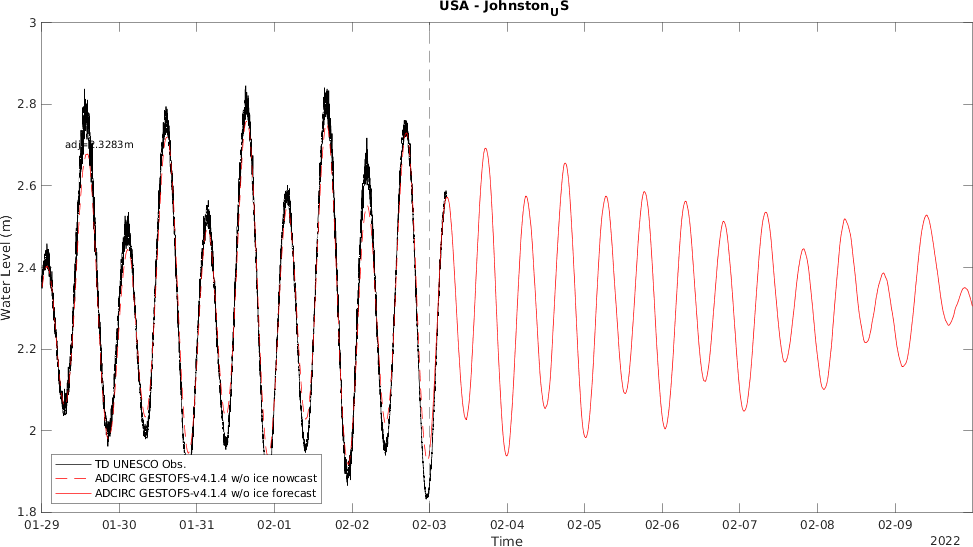 USA - Johnston_US
3
2.8
2.6
2.4
2.2
2
1.8
Water Level (m)
adj=2.3283m
TD UNESCO Obs.
ADCIRC GESTOFS-v4.1.4 w/o ice nowcast
ADCIRC GESTOFS-v4.1.4 w/o ice forecast
01-29 01-30 01-31 02-01 02-02 02-03 02-04 02-05 02-06 02-07 02-08 02-09
Time
2022